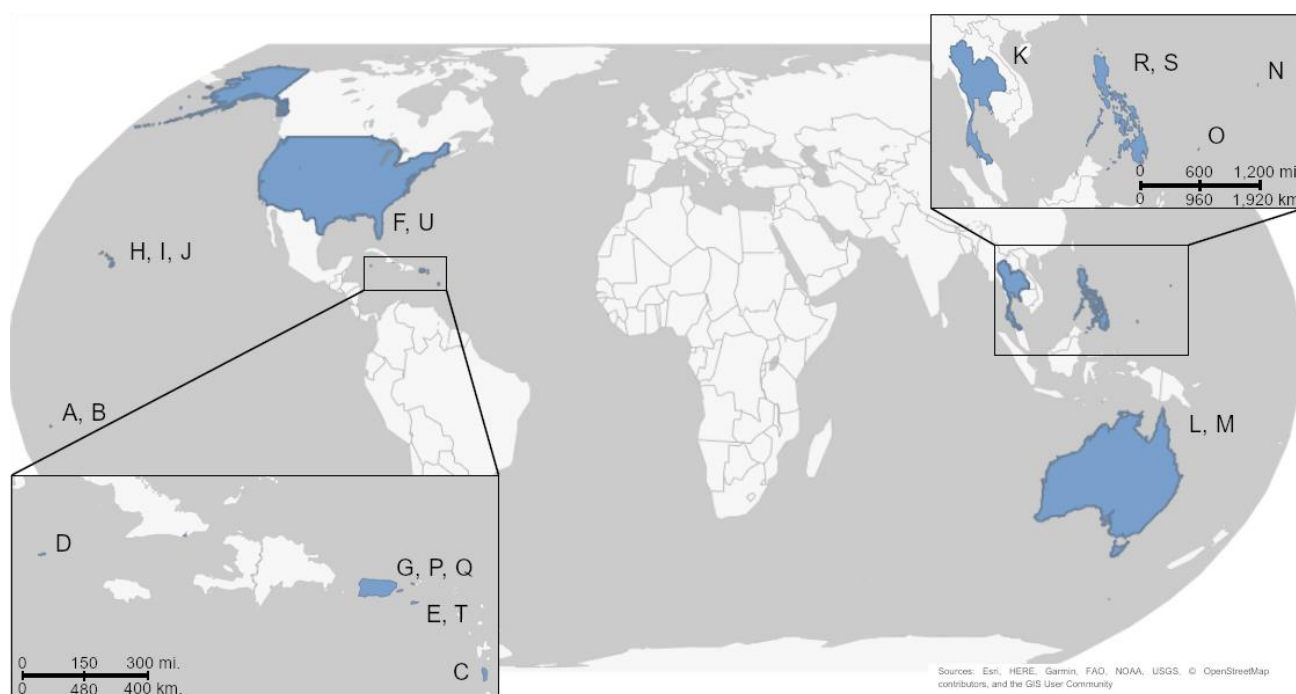 K
R, S
N
O
0 600 1,200 mi.
0 960 1,920 km.
F, U
H, I, J
A, B
L, M
D
G, P, Q
E, T
C
0 150 300 mi.
0 480 400 km.
Sources: Esri, HERE, Garmin, FAO, NOAA, USGS, © OpenStreetMap
contributors, and the GIS User Community